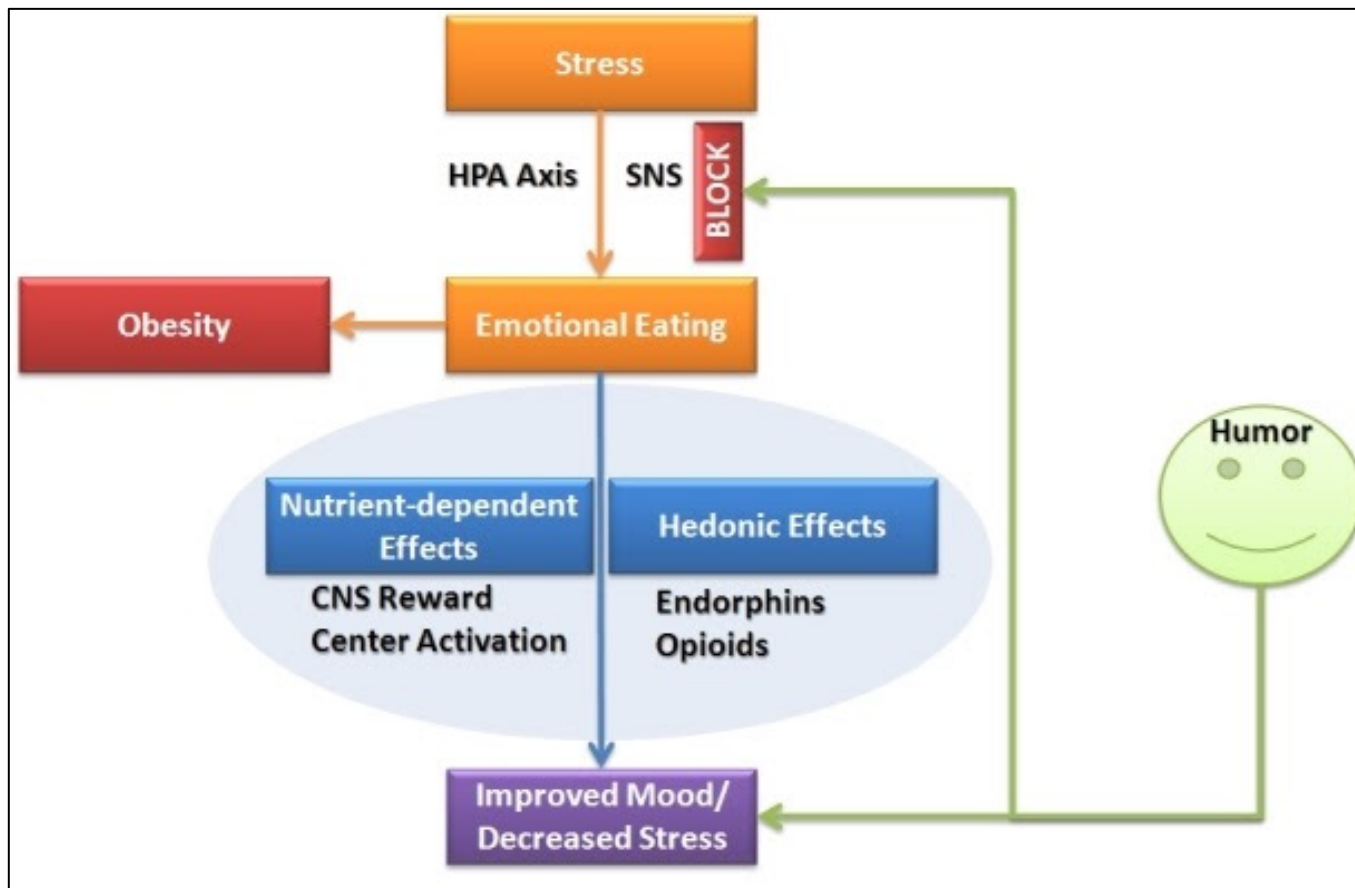 Stress
HPA Axis
SNS
BLOCK
Obesity
Emotional Eating
Humor
Nutrient-dependent
Effects
Hedonic Effects
CNS Reward
Center Activation
Endorphins
Opioids
Improved Mood/
Decreased Stress